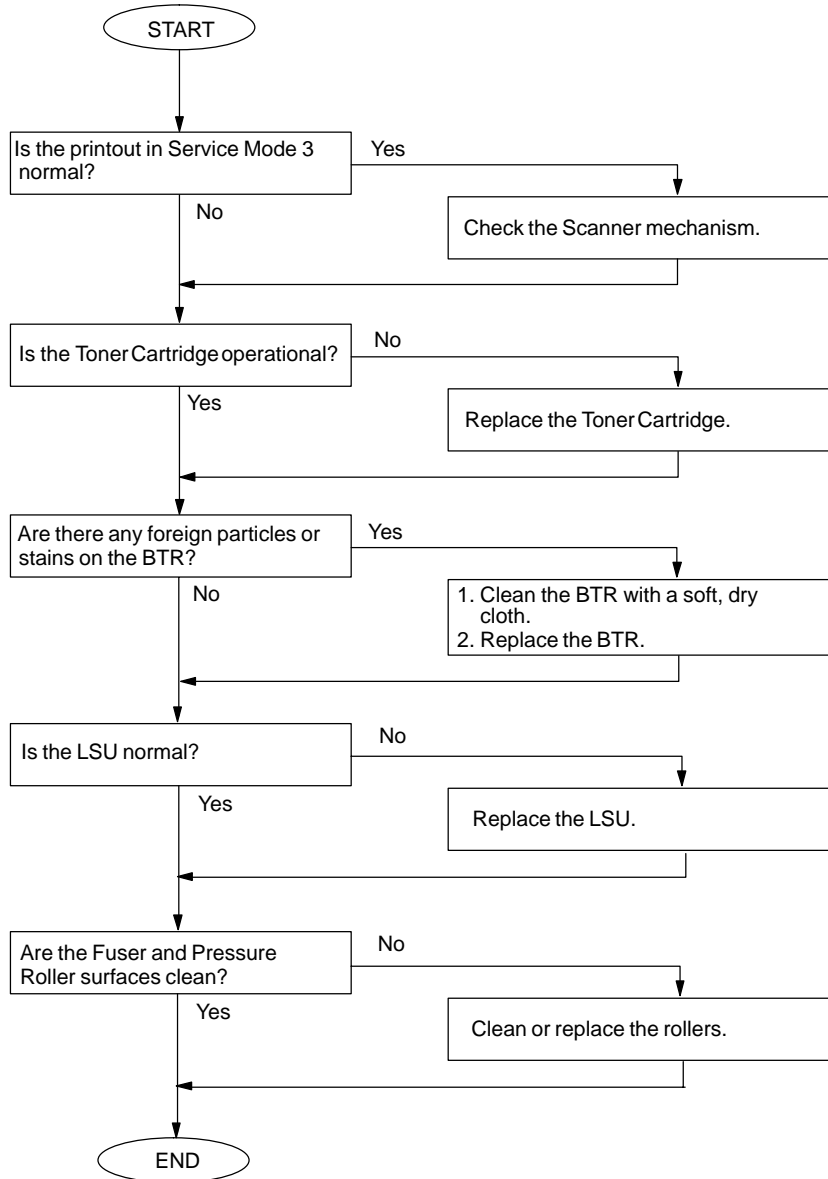 START
Is the printout in Service Mode 3
normal?
Yes
No
Check the Scanner mechanism.
Is the Toner Cartridge operational?
No
Yes
Replace the Toner Cartridge.
Are there any foreign particles or
stains on the BTR?
Yes
No
1. Clean the BTR with a soft, dry
cloth.
2. Replace the BTR.
Is the LSU normal?
No
Yes
Replace the LSU.
Are the Fuser and Pressure
Roller surfaces clean?
No
Yes
Clean or replace the rollers.
END